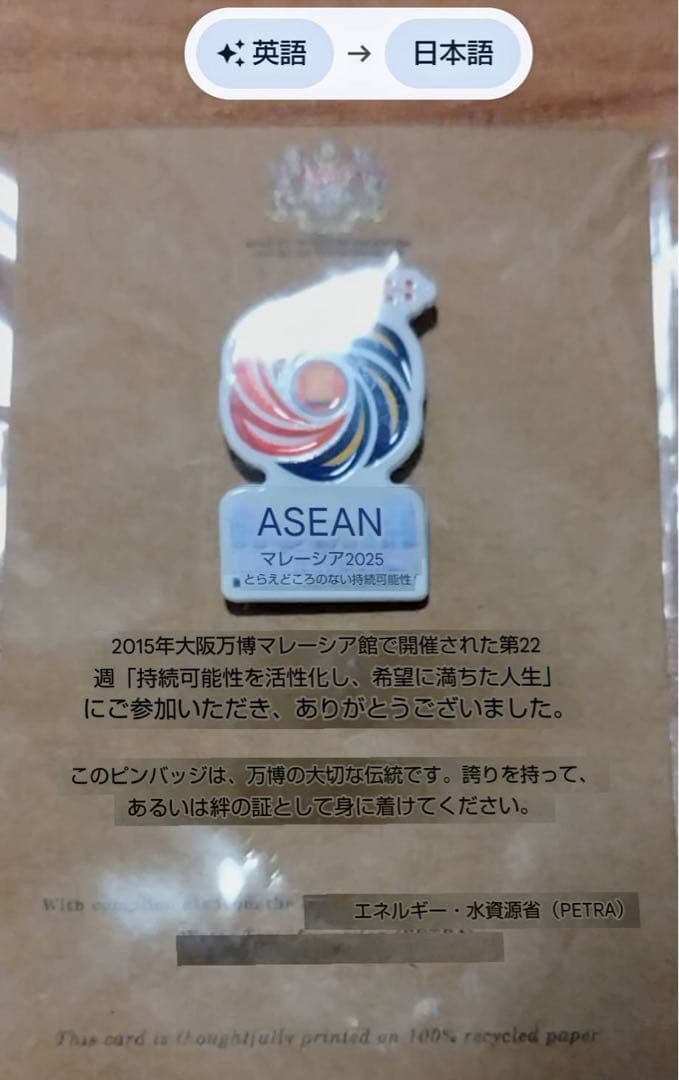 英語 → 日本語
ASEAN
マレーシア2025
とらえどころのない持続可能性
2015年大阪万博マレーシア館で開催された第22
週「持続可能性を活性化し、希望に満ちた人生」
にご参加いただき、ありがとうございました。
このピンバッジは、万博の大切な伝統です。誇りを持って、
あるいは絆の証として身に着けてください。
With
エネルギー・水資源省（PETRA）
This card is thoughtfully printed on 100% recycled paper